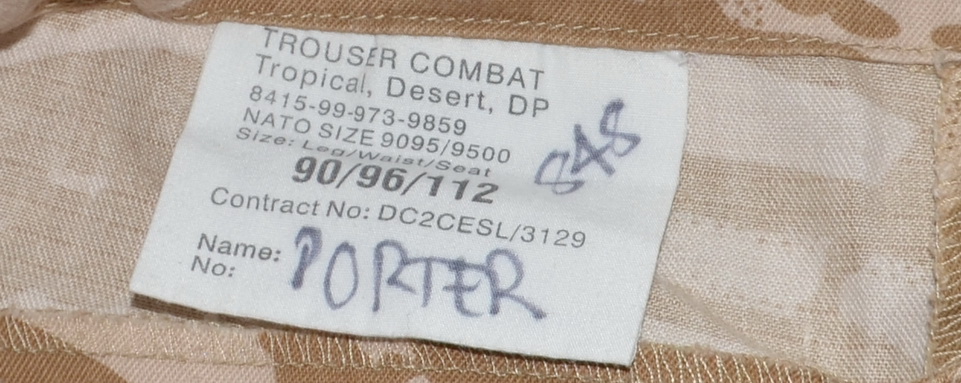 TROUSER COMBAT
Tropical, Desert, DP
8415-99-973-9859
NATO SIZE 9095/9500
Size: Leg/Waist/Seat
90/96/112
848
Contract No: DC2CESL/3129
Name: PORTER
No: